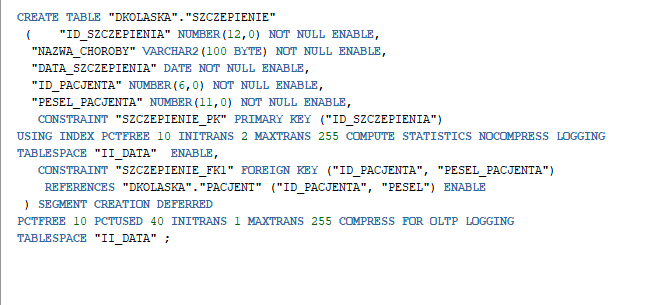 CREATE TABLE "DKOLASKA"."SZCZEPIENIE"
(    "ID_SZCZEPIENIA" NUMBER(12,0) NOT NULL ENABLE,
"NAZWA_CHOROBY" VARCHAR2(100 BYTE) NOT NULL ENABLE,
"DATA_SZCZEPIENIA" DATE NOT NULL ENABLE,
"ID_PACJENTA" NUMBER(6,0) NOT NULL ENABLE,
"PESEL_PACJENTA" NUMBER(11,0) NOT NULL ENABLE,
CONSTRAINT "SZCZEPIENIE_PK" PRIMARY KEY ("ID_SZCZEPIENIA")
USING INDEX PCTFREE 10 INITRANS 2 MAXTRANS 255 COMPUTE STATISTICS NOCOMPRESS LOGGING
TABLESPACE "II_DATA"  ENABLE,
CONSTRAINT "SZCZEPIENIE_FK1" FOREIGN KEY ("ID_PACJENTA", "PESEL_PACJENTA")
REFERENCES "DKOLASKA"."PACJENT" ("ID_PACJENTA", "PESEL") ENABLE
) SEGMENT CREATION DEFERRED
PCTFREE 10 PCTUSED 40 INITRANS 1 MAXTRANS 255 COMPRESS FOR OLTP LOGGING
TABLESPACE "II_DATA" ;